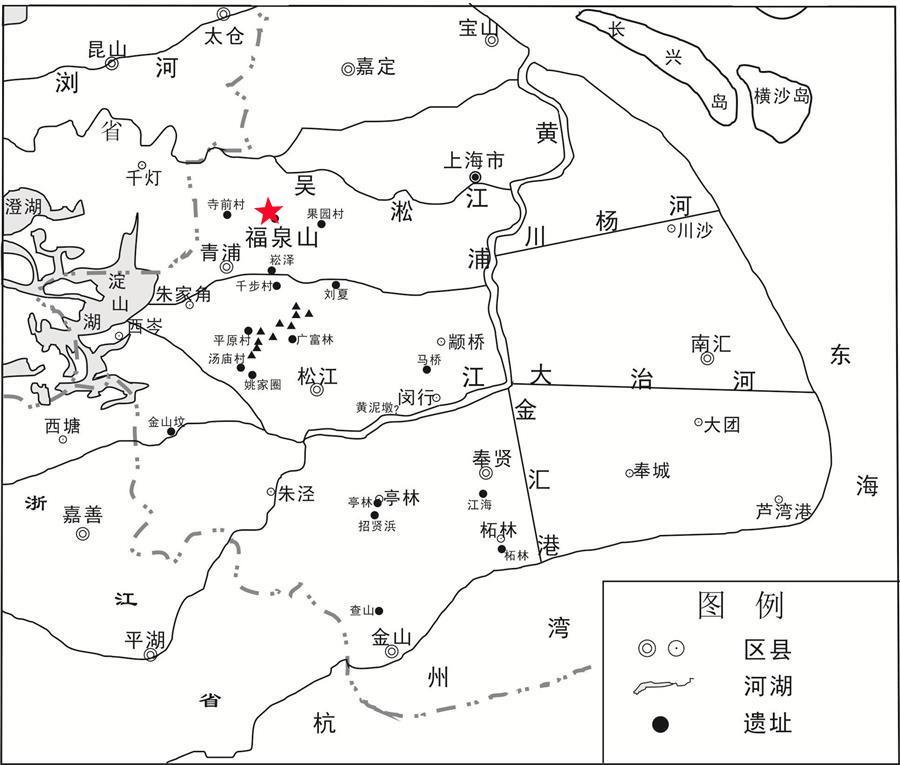 太仓
宝山
昆山
浏河
嘉定
长兴岛
横沙岛
省
千灯
黄浦江
上海市
吴淞江
澄湖
寺前村
果园村
福泉山
川杨河
川沙
青浦
崧泽
千步村
刘夏
淀山湖
朱家角
西岑
平原村
广富林
汤庙村
姚家圈
松江
颛桥
马桥
闵行
黄泥墩?
南汇
东海
大治河
金汇港
大团
西塘
金山坟
奉贤
奉城
江海
朱泾
亭林
亭林
招贤浜
芦湾港
柘林
柘林
浙江省
嘉善
查山
金山
平湖
杭州湾
图例
区县
河湖
遗址